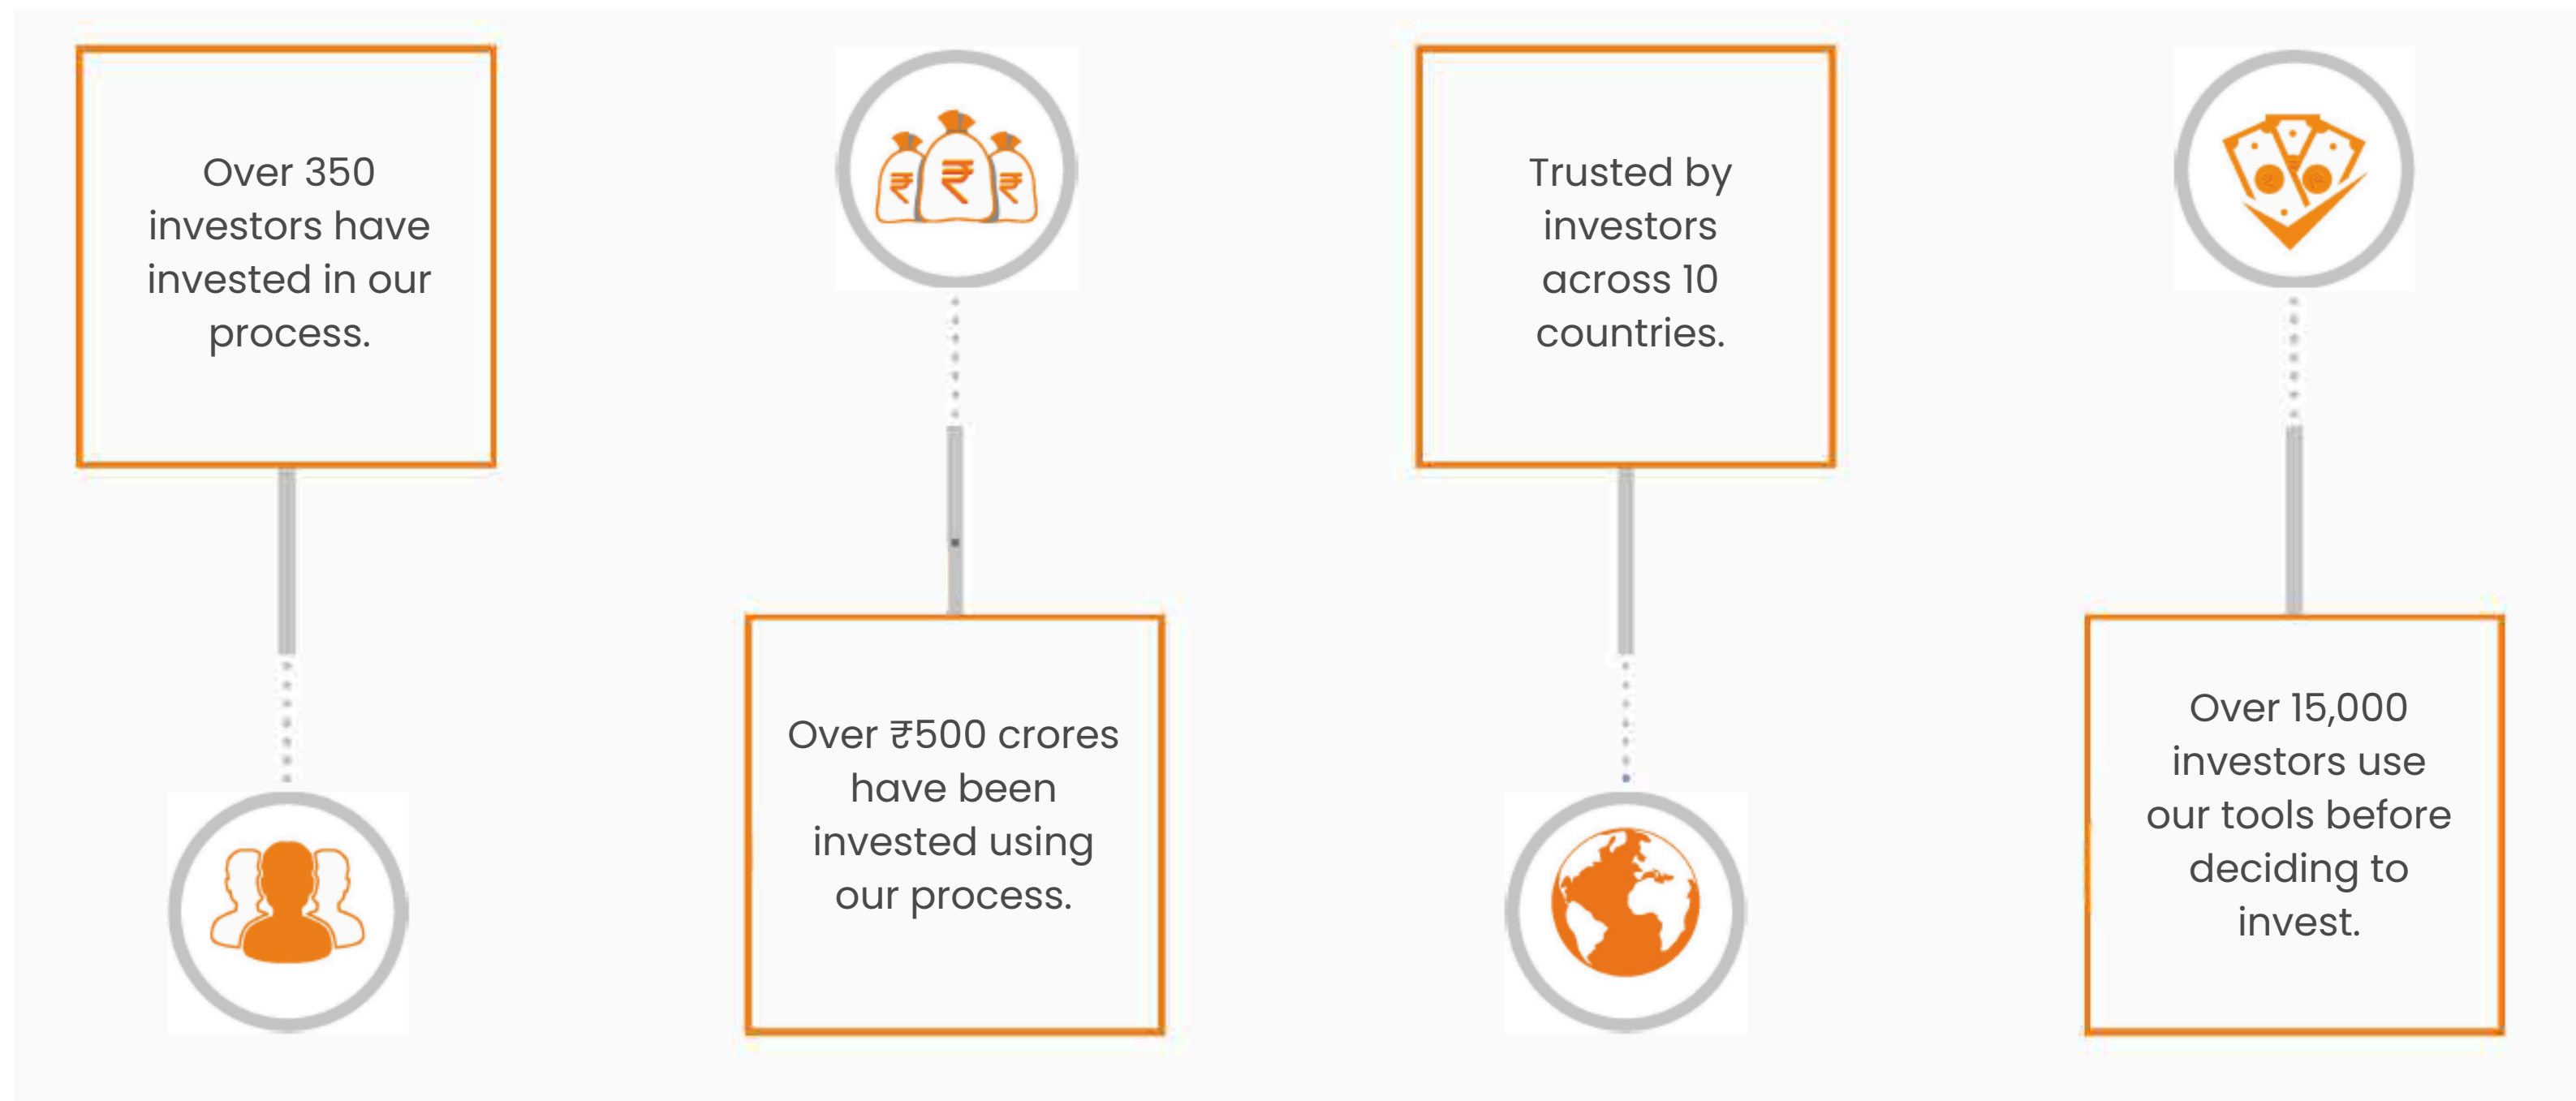 Over 350
investors have
invested in our
process.
Over ₹500 crores
have been
invested using
our process.
Trusted by
investors
across 10
countries.
Over 15,000
investors use
our tools before
deciding to
invest.